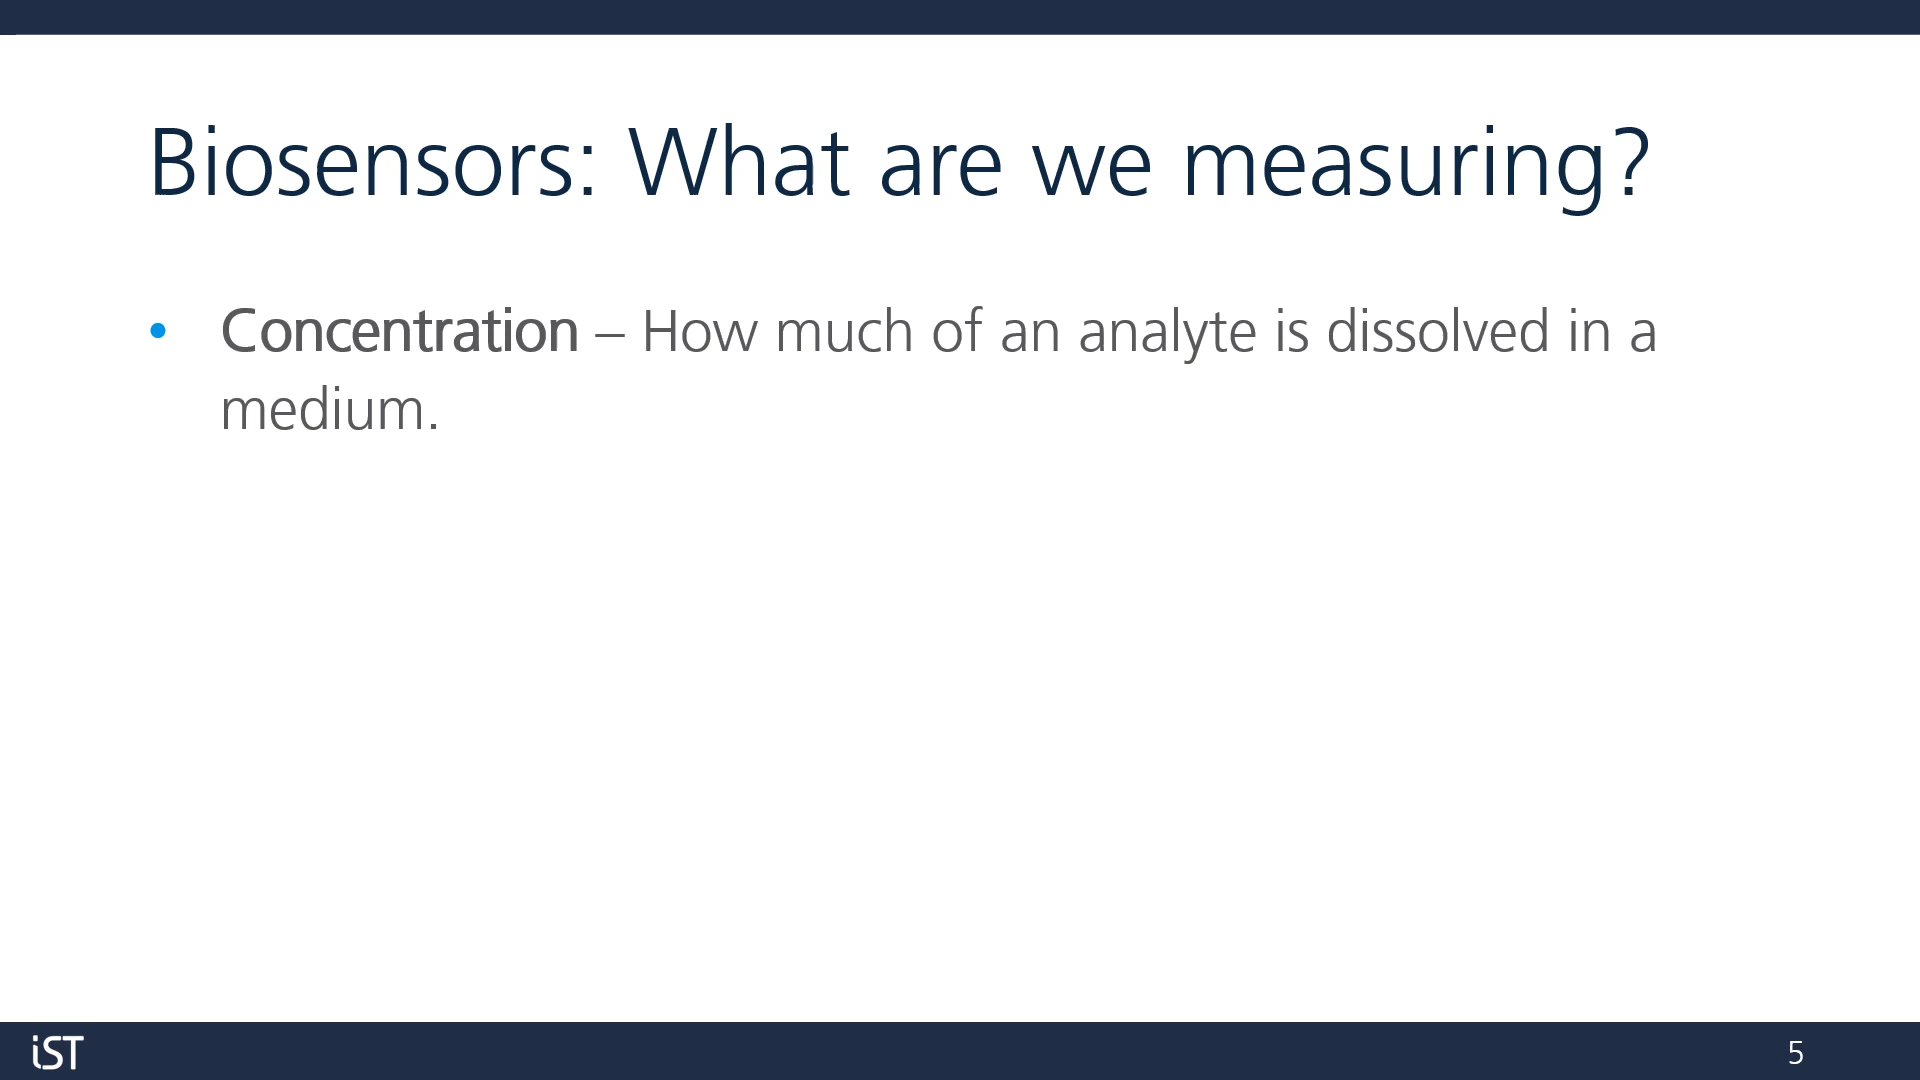 Biosensors: What are we measuring?
• Concentration – How much of an analyte is dissolved in a
medium.
iST
5